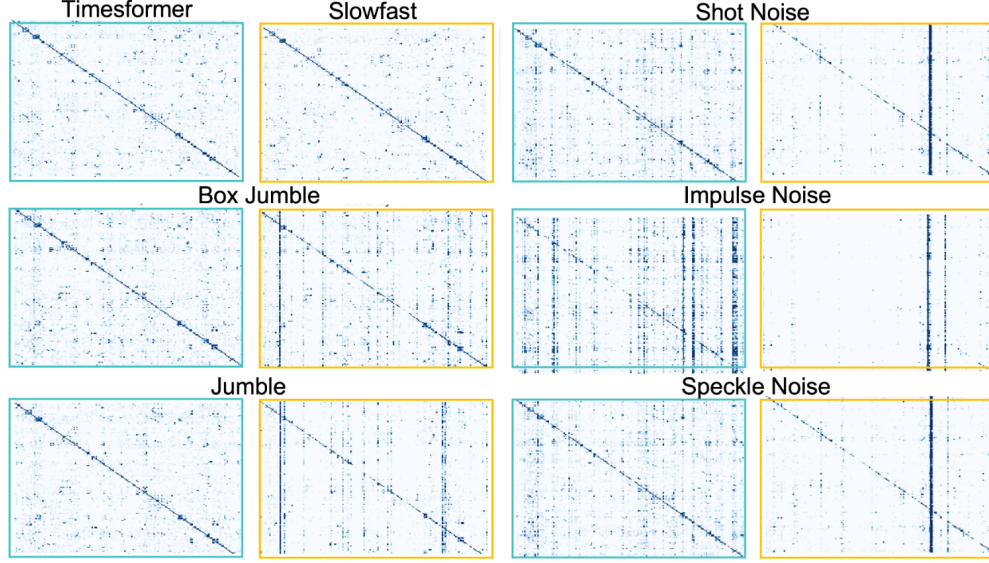 Timesformer
Slowfast
Shot Noise
Box Jumble
Impulse Noise
Jumble
Speckle Noise